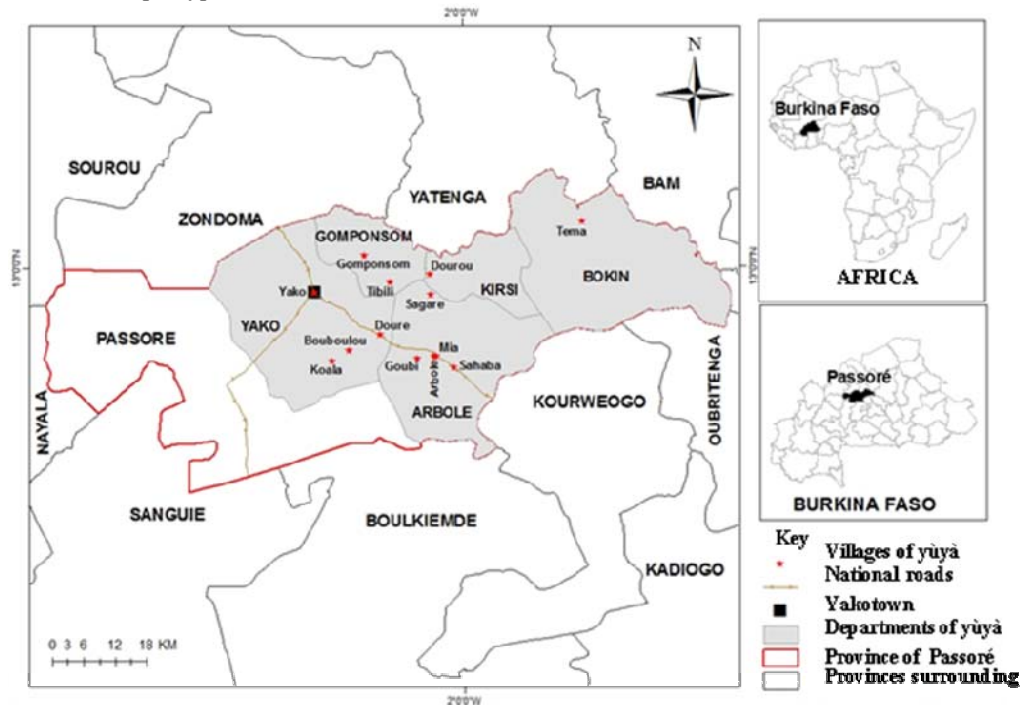 2'0'0"W
N
SOUROU
ZONDOMA
YATENGA
BAM
13°0'0"N
13°0'0"N
GOMPONSOM
Gomponsom
Tema
Dourou
BOKIN
Tibili
KIRSI
Yako
Sagare
PASSORE
YAKO
Doure
Bouboulou
Mia
Koala
Goubi
Arbole
Sahaba
ARBOLE
KOURWEOGO
OUBRITENGA
NAYALA
SANGUIE
BOULKIEMDE
KADIOGO
0 3 6 12 18 KM
2'0'0"W
Burkina Faso
AFRICA
Passoré
BURKINA FASO
Key
Villages of yùyà
National roads
Yakotown
Departments of yùyà
Province of Passoré
Provinces surrounding